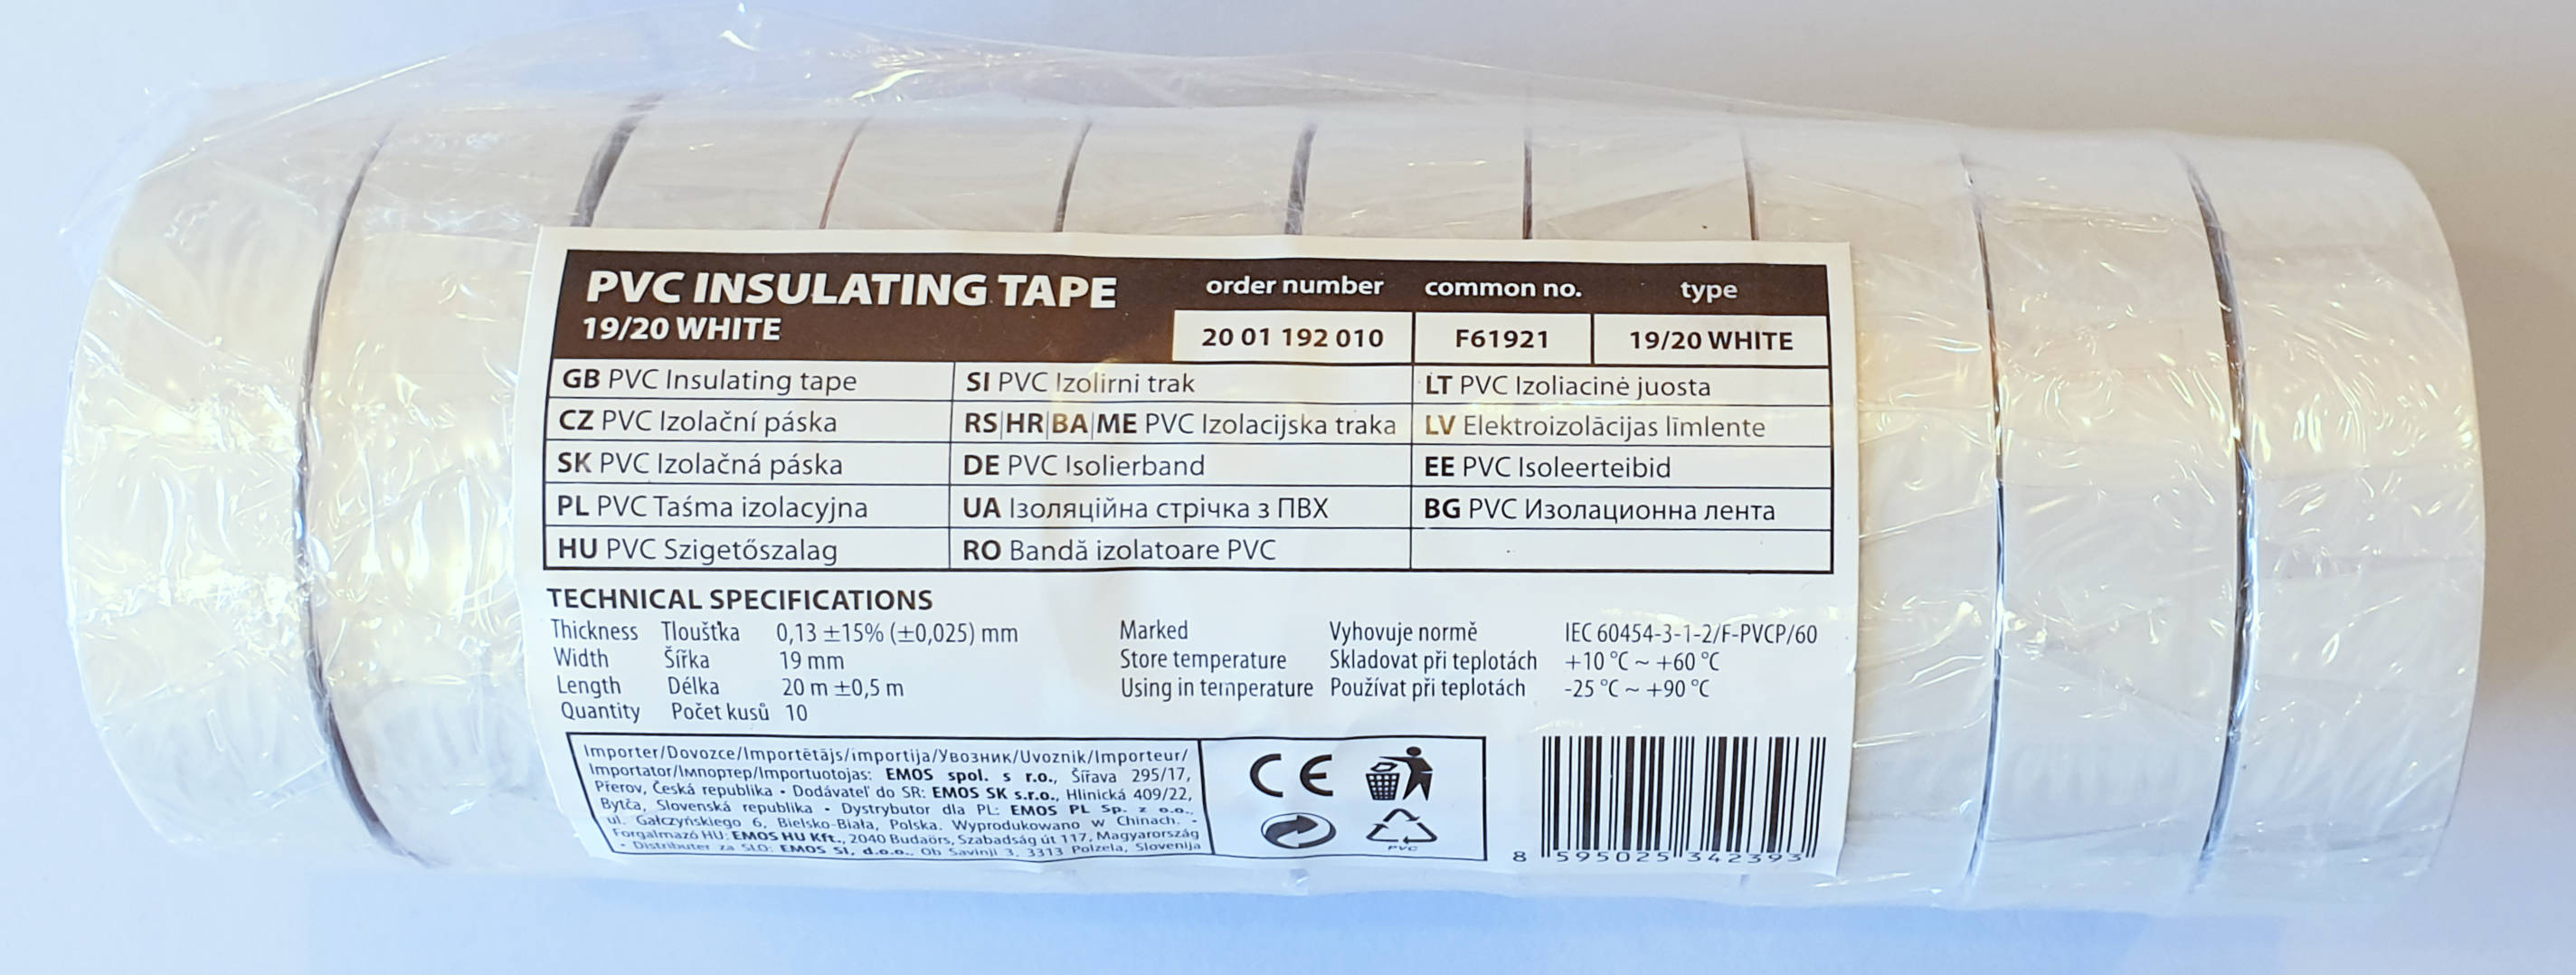 PVC INSULATING TAPE
19/20 WHITE
order number common no. type
20 01 192 010 F61921 19/20 WHITE
GB PVC Insulating tape
SI PVC Izolirni trak
LT PVC Izoliacinė juosta
CZ PVC Izolační páska
RS|HR|BA|ME PVC Izolacijska traka
LV Elektroizolācijas līmlente
SK PVC Izolačná páska
DE PVC Isolierband
EE PVC Isoleerteibid
PL PVC Taśma izolacyjna
UA Ізоляційна стрічка з ПВХ
BG PVC Изолационна лента
HU PVC Szigetőszalag
RO Bandă izolatoare PVC
TECHNICAL SPECIFICATIONS
Thickness Tloušťka 0,13 ±15% (±0,025) mm
Width Šířka 19 mm
Length Délka 20 m ±0,5 m
Quantity Počet kusů 10
Marked Vyhovuje normě IEC 60454-3-1-2/F-PVCP/60
Store temperature Skladovat při teplotách +10 °C ~ +60 °C
Using in temperature Používat při teplotách -25 °C ~ +90 °C
Importer/Dovozce/Importētājs/importija/Увозник/Uvoznik/Importeur/
Importator/Імпортер/Importuotojas: EMOS spol. s r.o., Šířava 295/17,
Přerov, Česká republika • Dodávateľ do SR: EMOS SK s.r.o., Hlinická 409/22,
Bytča, Slovenská republika • Dystrybutor dla PL: EMOS PL Sp. z o.o.,
ul. Gałczyńskiego 6, Bielsko-Biała, Polska. Wyprodukowano w Chinach. •
Forgalmazó HU: EMOS HU Kft., 2040 Budaörs, Szabadság út 117, Magyarország
• Distributer za SLO: EMOS SI, d.o.o., Ob Savinji 3, 3313 Polzela, Slovenija
CE
PVC
8 595025 342393